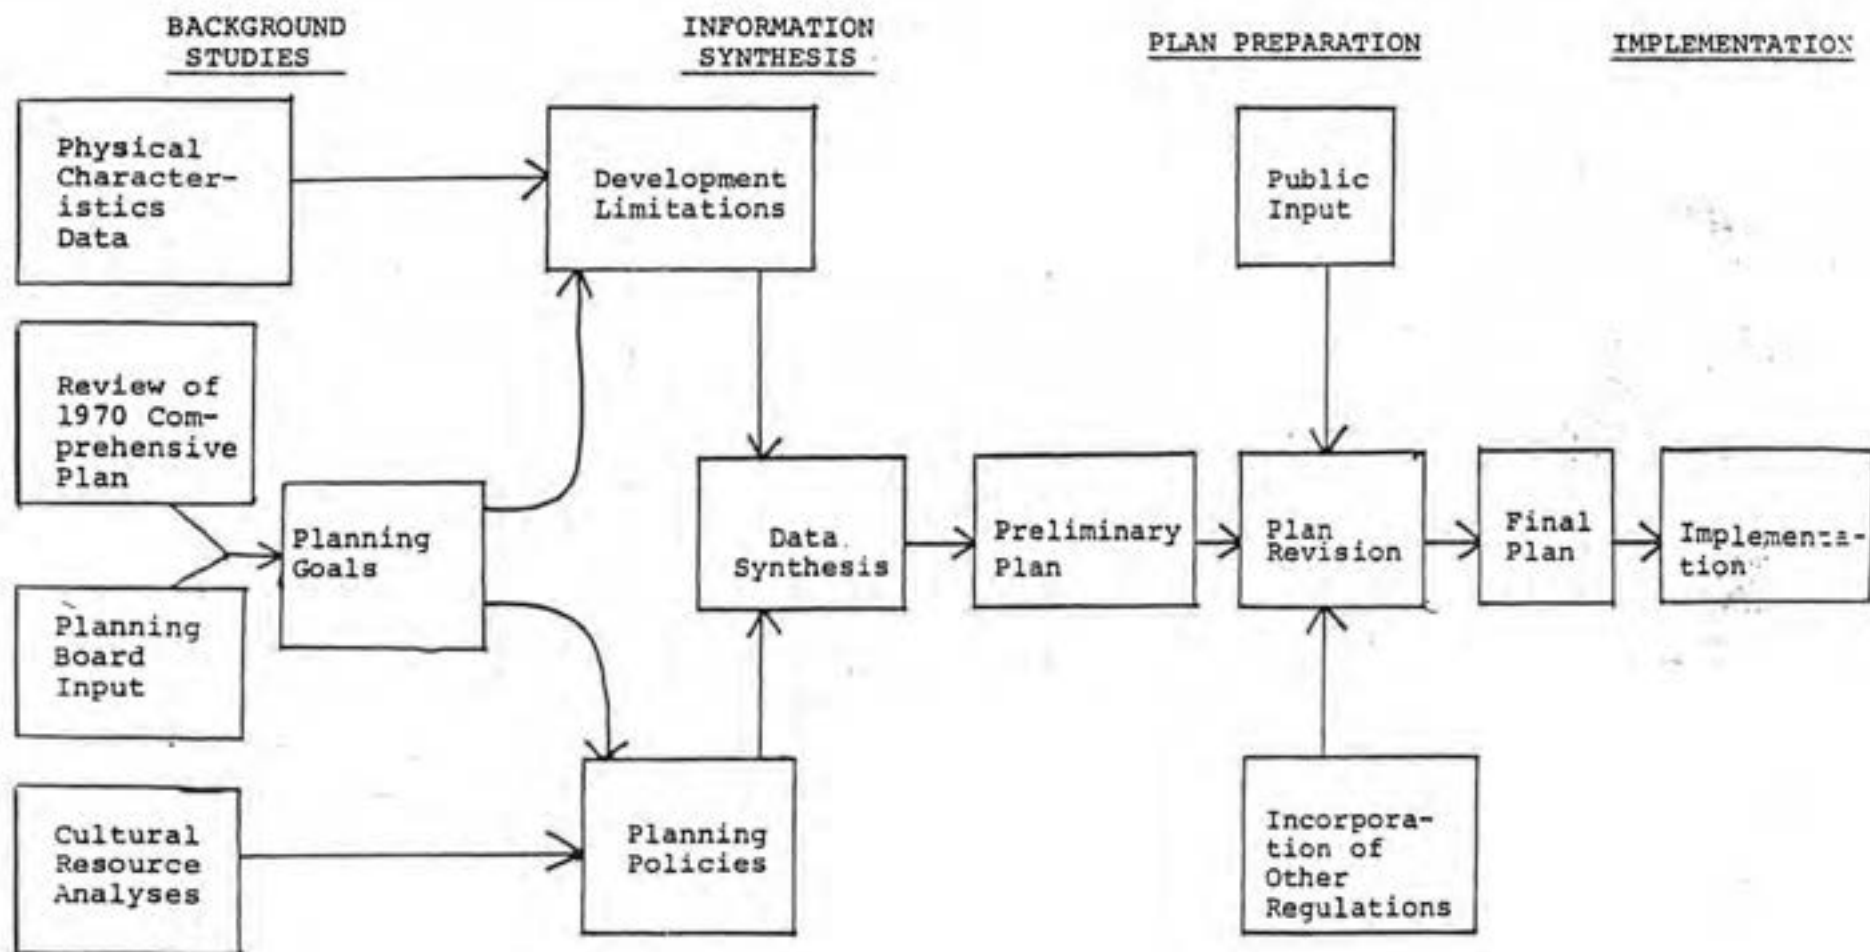 BACKGROUND
STUDIES
INFORMATION
SYNTHESIS
PLAN PREPARATION
IMPLEMENTATION
Physical
Character-
istics
Data
Development
Limitations
Public
Input
Review of
1970 Com-
prehensive
Plan
Planning
Goals
Data
Synthesis
Preliminary
Plan
Plan
Revision
Final
Plan
Implementa-
tion
Planning
Board
Input
Cultural
Resource
Analyses
Planning
Policies
Incorpora-
tion of
Other
Regulations